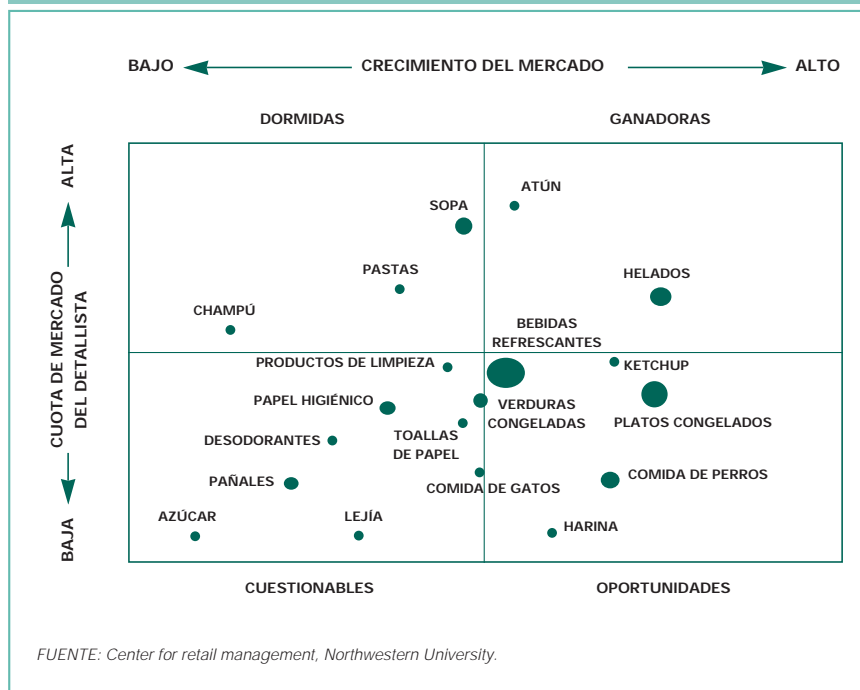 BAJO CRECIMIENTO DEL MERCADO ALTO
DORMIDAS GANADORAS
ALTA
CUOTA DE MERCADO
DEL DETALLISTA
BAJA
ATÚN
SOPA
PASTAS
HELADOS
CHAMPÚ
BEBIDAS
REFRESCANTES
PRODUCTOS DE LIMPIEZA
KETCHUP
PAPEL HIGIÉNICO
VERDURAS
CONGELADAS
PLATOS CONGELADOS
DESODORANTES
TOALLAS
DE PAPEL
PAÑALES
COMIDA DE GATOS
COMIDA DE PERROS
AZÚCAR
LEJÍA
HARINA
CUESTIONABLES OPORTUNIDADES
FUENTE: Center for retail management, Northwestern University.